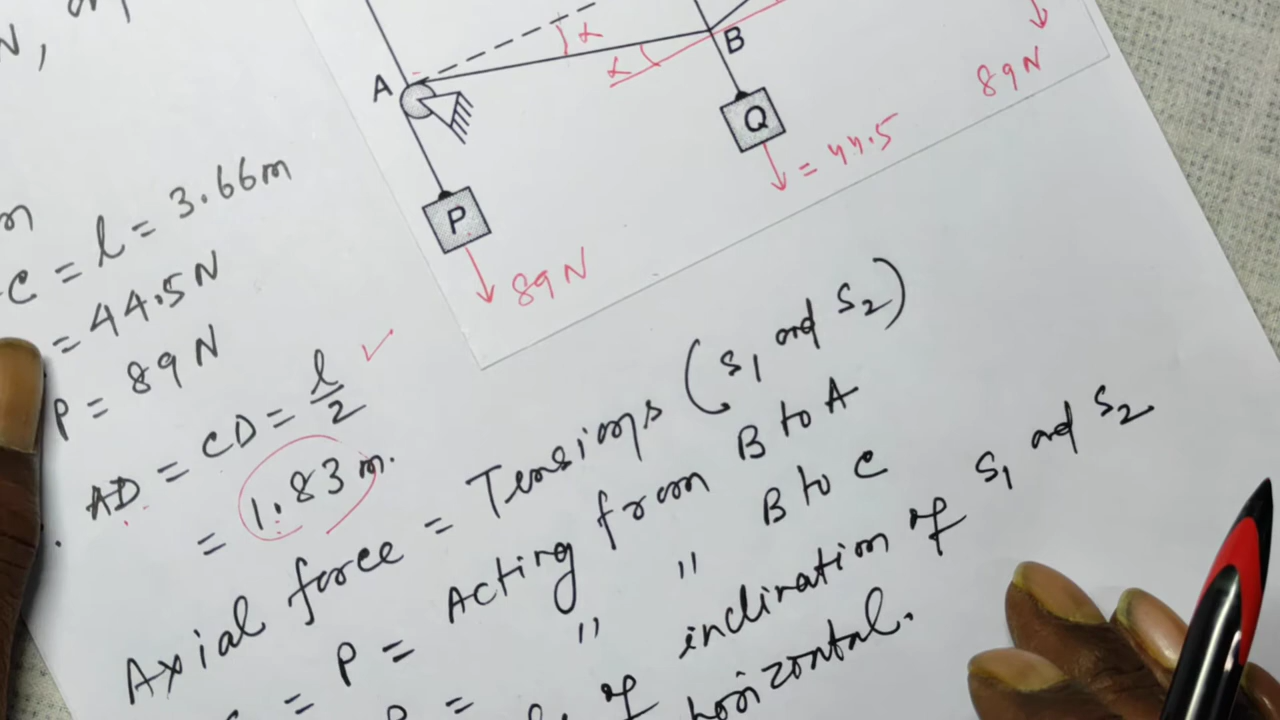 N,
A
B
α
α
Q
= 44.5
89N
P
89N
C = l = 3.66m
= 44.5N
P = 89N
AD = CD = l/2
= 1.83m.
Axial force = Tensions (S1 and S2)
P = Acting from B to A
= " " B to C
of inclination of S1 and S2
horizontal.